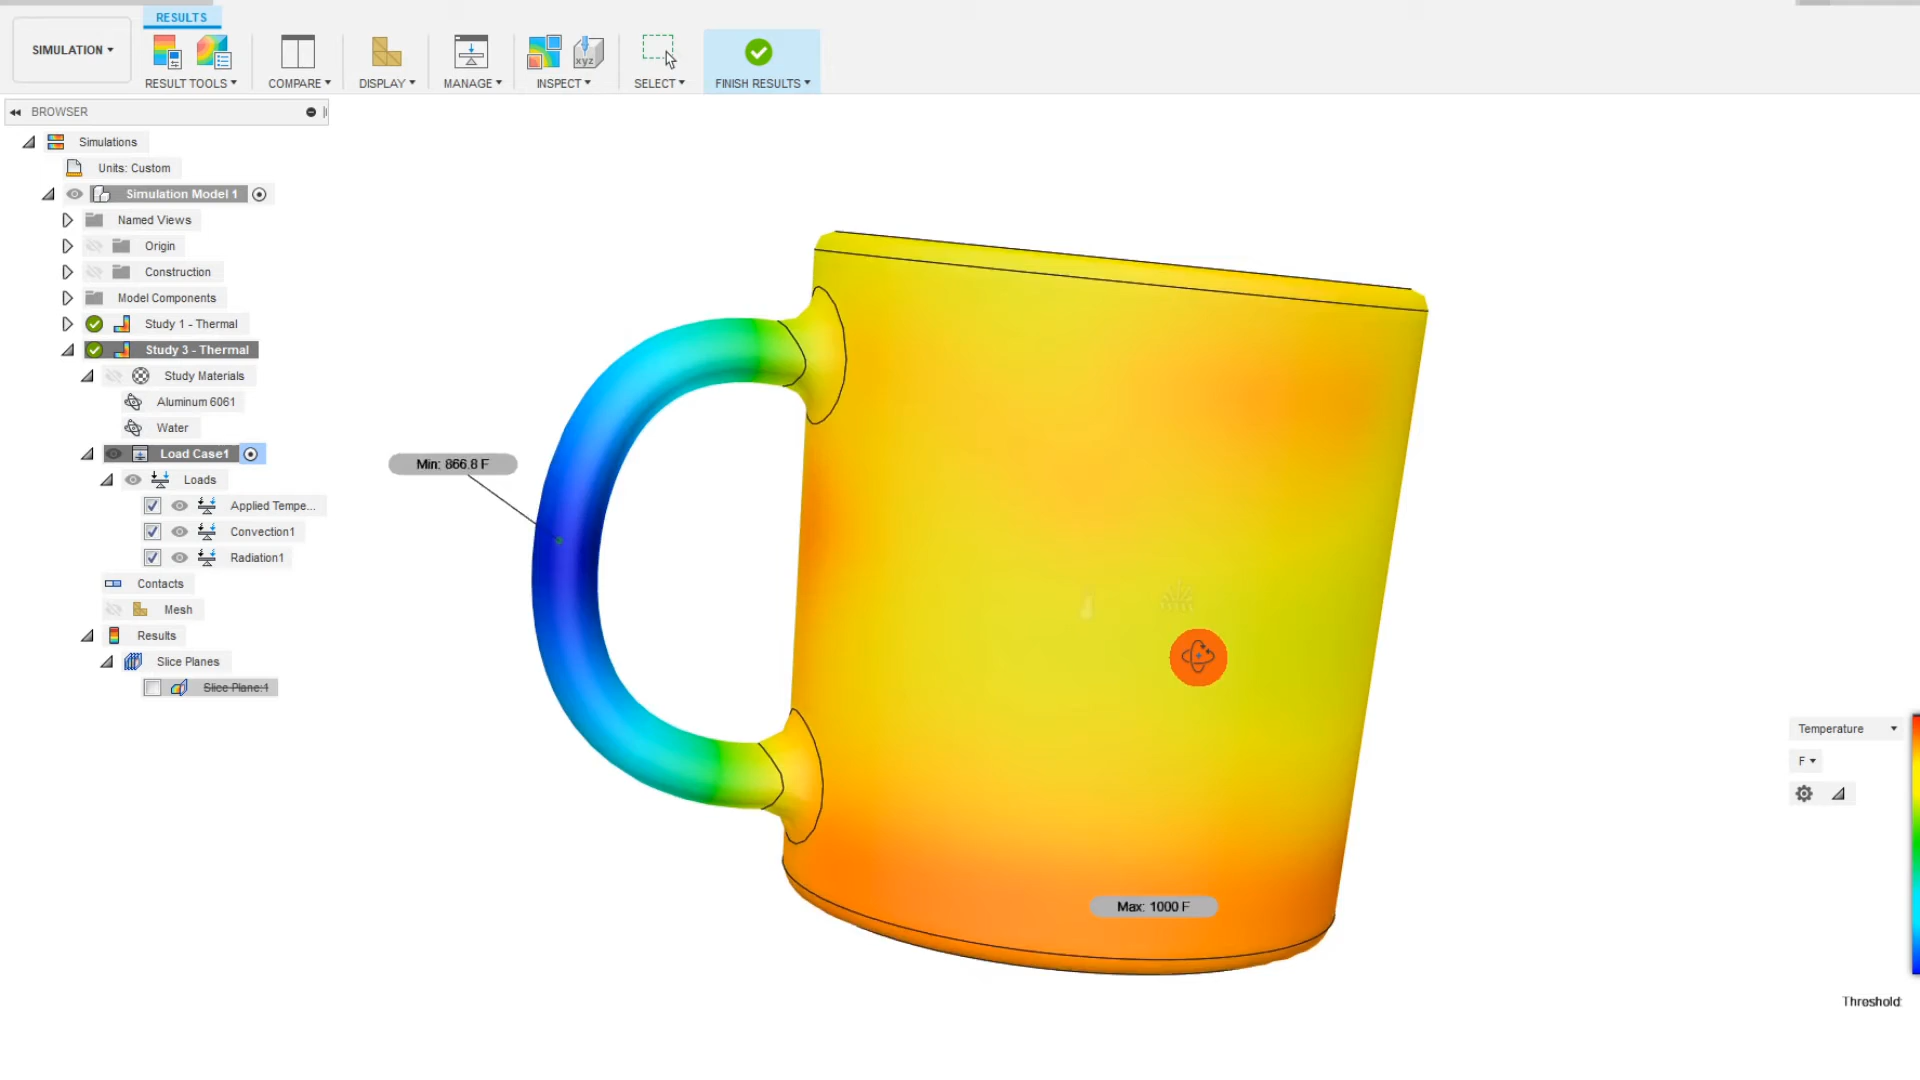 RESULTS
SIMULATION
RESULT TOOLS
COMPARE
DISPLAY
MANAGE
INSPECT
SELECT
FINISH RESULTS
xyz
BROWSER
Simulations
Units: Custom
Simulation Model 1
Named Views
Origin
Construction
Model Components
Study 1 - Thermal
Study 3 - Thermal
Study Materials
Aluminum 6061
Water
Load Case1
Loads
Applied Tempe...
Convection1
Radiation1
Contacts
Mesh
Results
Slice Planes
Slice Plane:1
Min: 866.8 F
Max: 1000 F
Temperature
F
Threshold: